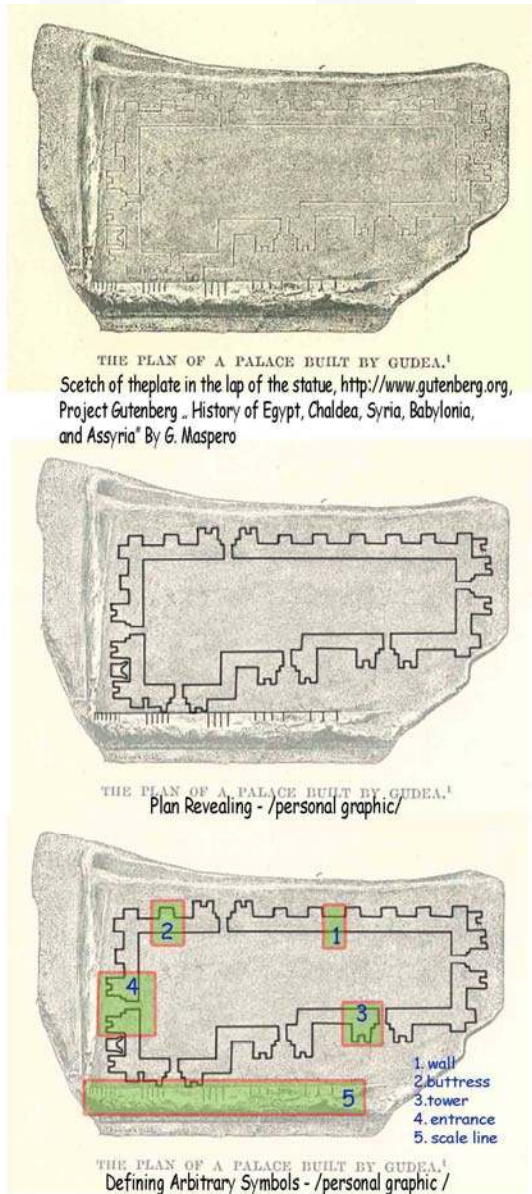 THE PLAN OF A PALACE BUILT BY GUDEA.¹
Scetch of theplate in the lap of the statue, http://www.gutenberg.org,
Project Gutenberg „ History of Egypt, Chaldea, Syria, Babylonia,
and Assyria" By G. Maspero
THE PLAN OF A PALACE BUILT BY GUDEA.¹
Plan Revealing - /personal graphic/
2
1
4
3
5
1. wall
2.buttress
3.tower
4. entrance
5. scale line
THE PLAN OF A PALACE BUILT BY GUDEA.¹
Defining Arbitrary Symbols - /personal graphic /